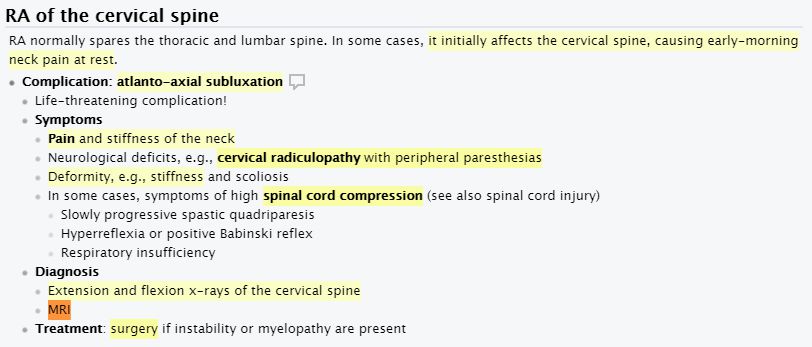 RA of the cervical spine
RA normally spares the thoracic and lumbar spine. In some cases, it initially affects the cervical spine, causing early-morning
neck pain at rest.
Complication: atlanto-axial subluxation
Life-threatening complication!
Symptoms
Pain and stiffness of the neck
Neurological deficits, e.g., cervical radiculopathy with peripheral paresthesias
Deformity, e.g., stiffness and scoliosis
In some cases, symptoms of high spinal cord compression (see also spinal cord injury)
Slowly progressive spastic quadriparesis
Hyperreflexia or positive Babinski reflex
Respiratory insufficiency
Diagnosis
Extension and flexion x-rays of the cervical spine
MRI
Treatment: surgery if instability or myelopathy are present